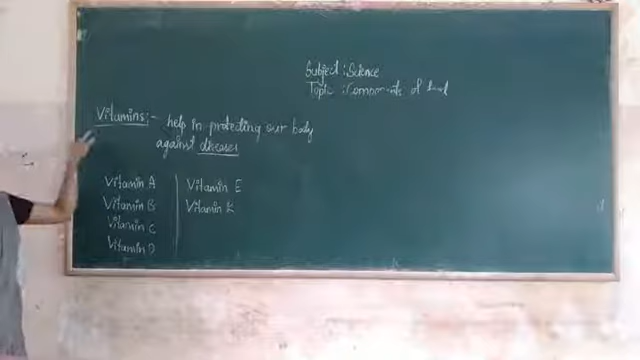 Subject : Science
Topic : Components of food
Vitamins :- help in protecting our body
against diseases
Vitamin A
Vitamin B
Vitamin C
Vitamin D
Vitamin E
Vitamin K